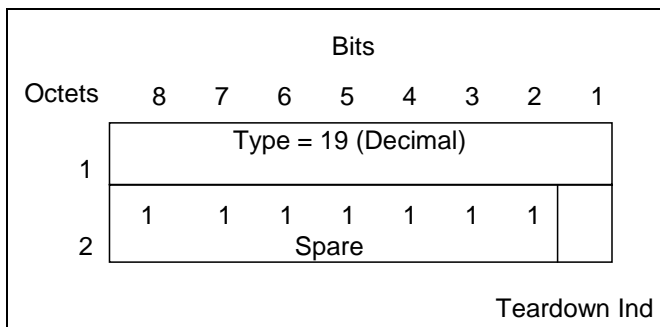 Bits
Octets 8 7 6 5 4 3 2 1
Type = 19 (Decimal)
1
1 1 1 1 1 1 1
2 Spare
Teardown Ind